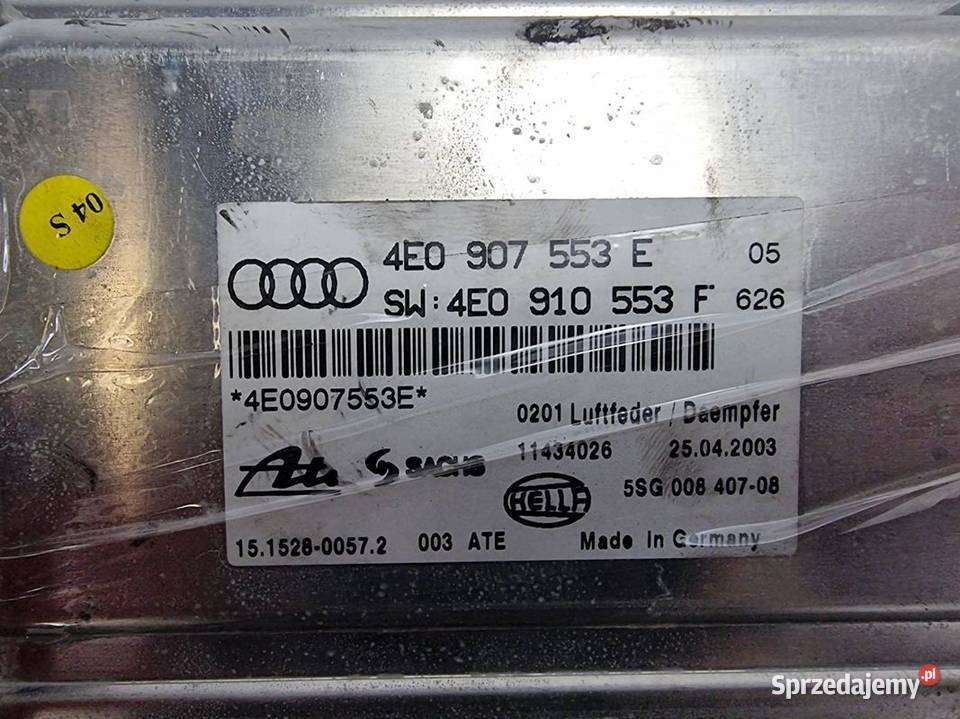 04 S
4E0 907 553 E 05
SW:4E0 910 553 F 626
*4E0907553E*
0201 Luftfeder / Daempfer
11434026 25.04.2003
Ate SACHS
HELLA 5SG 008 407-08
15.1528-0057.2 003 ATE Made in Germany
Sprzedajemy.pl